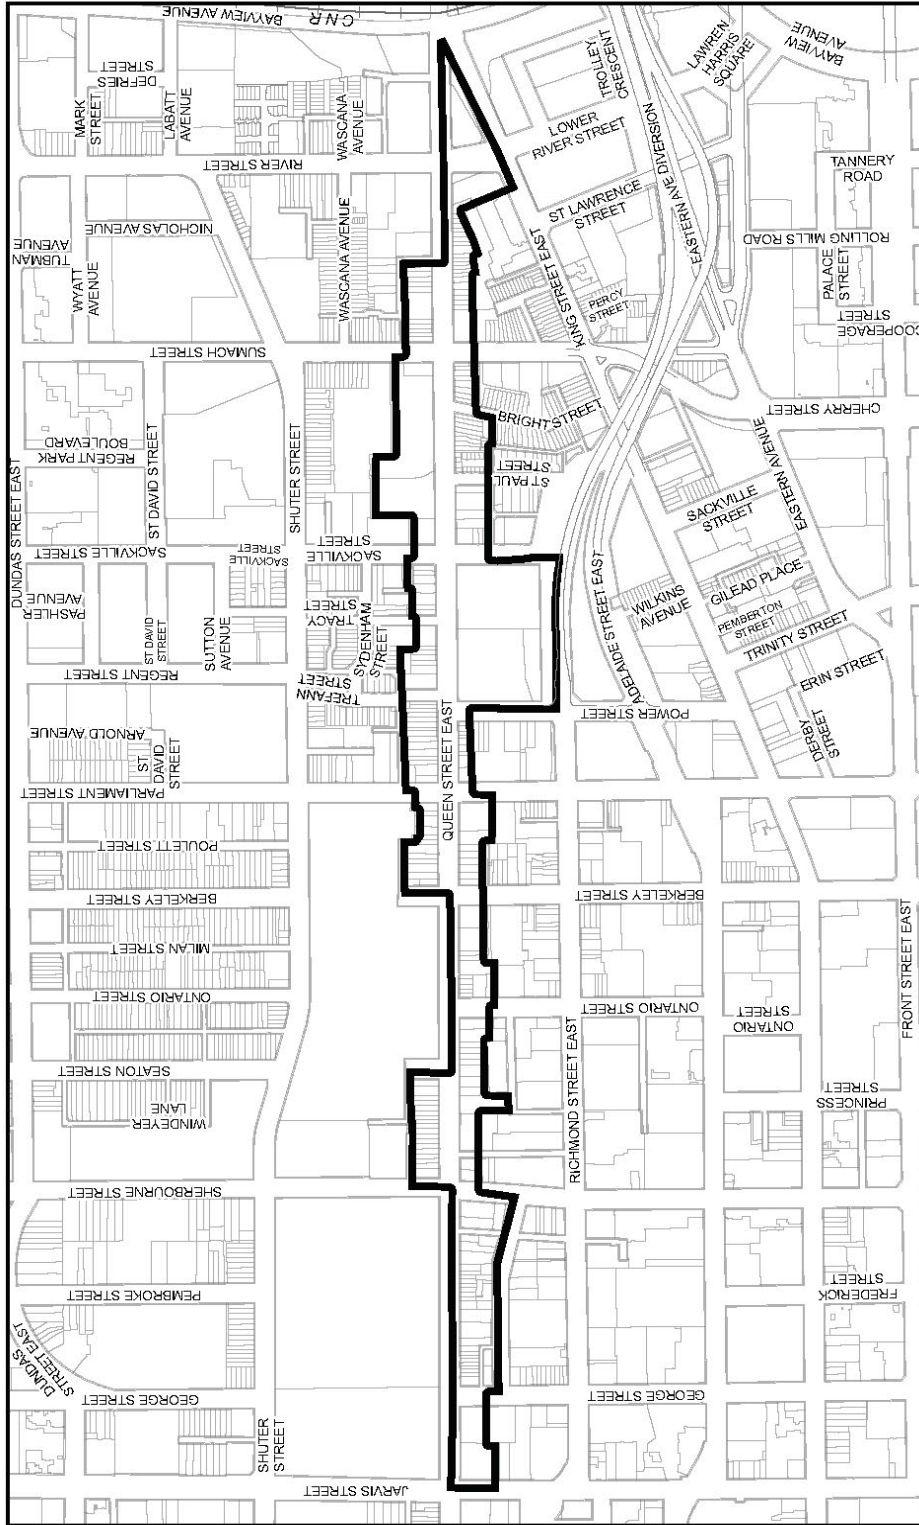 BAYVIEW AVENUE
CNR
DEFRIES
STREET
MARK
STREET
LABATT
AVENUE
WASCANA
AVENUE
RIVER STREET
TROLLEY
CRESCENT
LAWREN
HARRIS
SQUARE
BAYVIEW
AVENUE
LOWER
RIVER STREET
EASTERN AVE DIVERSION
TANNERY
ROAD
ST LAWRENCE
STREET
TUBMAN
AVENUE
WYATT
AVENUE
NICHOLAS AVENUE
WASCANA AVENUE
KING STREET EAST
PERCY
STREET
ROLLING MILLS ROAD
PALACE
STREET
COOPERAGE
STREET
SUMACH STREET
CHERRY STREET
BRIGHT STREET
REGENT PARK
BOULEVARD
ST DAVID STREET
SHUTER STREET
ST PAUL
STREET
EASTERN AVENUE
SACKVILLE
STREET
DUNDAS STREET EAST
SACKVILLE STREET
SACKVILLE
STREET
SACKVILLE
STREET
PASHLER
AVENUE
ST DAVID
STREET
SUTTON
AVENUE
TRACY
STREET
SYDENHAM
STREET
ADELAIDE STREET EAST
WILKINS
AVENUE
GILEAD PLACE
PEMBERTON
STREET
TRINITY STREET
ERIN STREET
REGENT STREET
TREFANN
STREET
POWER STREET
DERBY
STREET
ARNOLD AVENUE
ST
DAVID
STREET
QUEEN STREET EAST
PARLIAMENT STREET
POULETT STREET
BERKELEY STREET
BERKELEY STREET
MILAN STREET
FRONT STREET EAST
ONTARIO STREET
ONTARIO STREET
ONTARIO
STREET
RICHMOND STREET EAST
SEATON STREET
WINDEYER
LANE
PRINCESS
STREET
SHERBOURNE STREET
PEMBROKE STREET
FREDERICK
STREET
DUNDAS
STREET EAST
GEORGE STREET
GEORGE STREET
SHUTER
STREET
JARVIS STREET